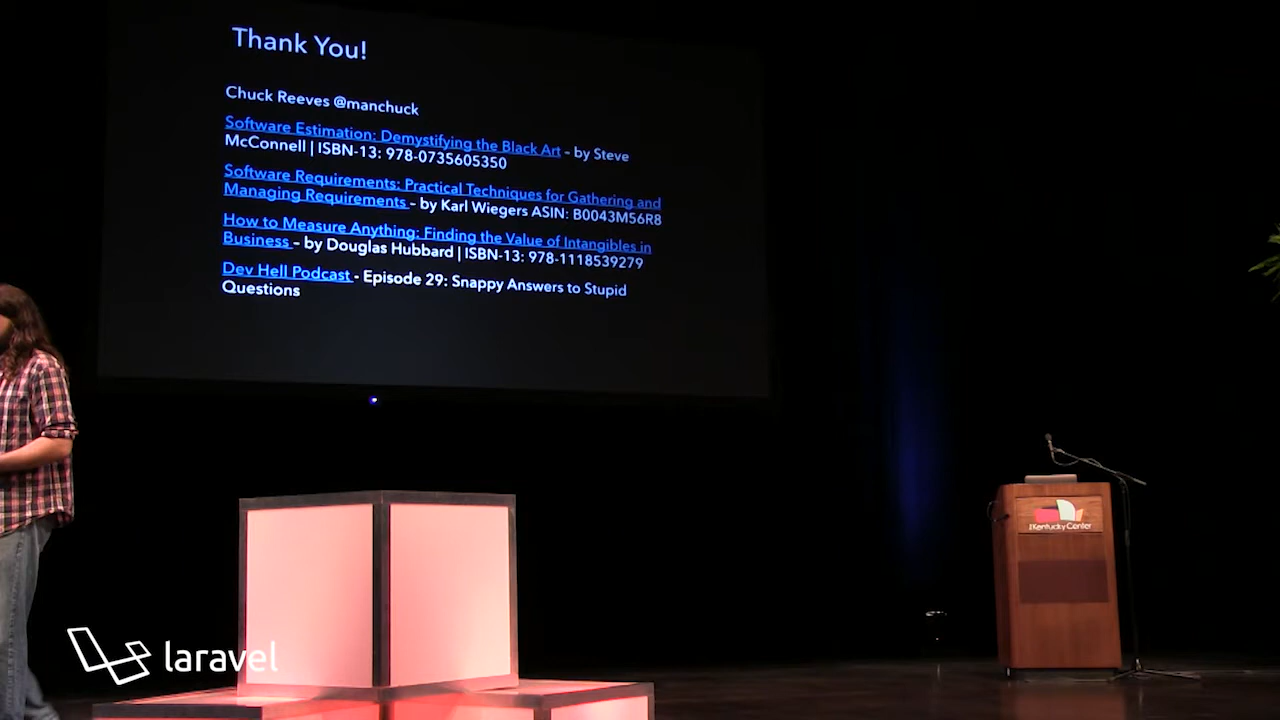 Thank You!
Chuck Reeves @manchuck
Software Estimation: Demystifying the Black Art – by Steve
McConnell | ISBN-13: 978-0735605350
Software Requirements: Practical Techniques for Gathering and
Managing Requirements – by Karl Wiegers ASIN: B0043M56R8
How to Measure Anything: Finding the Value of Intangibles in
Business – by Douglas Hubbard | ISBN-13: 978-1118539279
Dev Hell Podcast - Episode 29: Snappy Answers to Stupid
Questions
The Kentucky Center
laravel